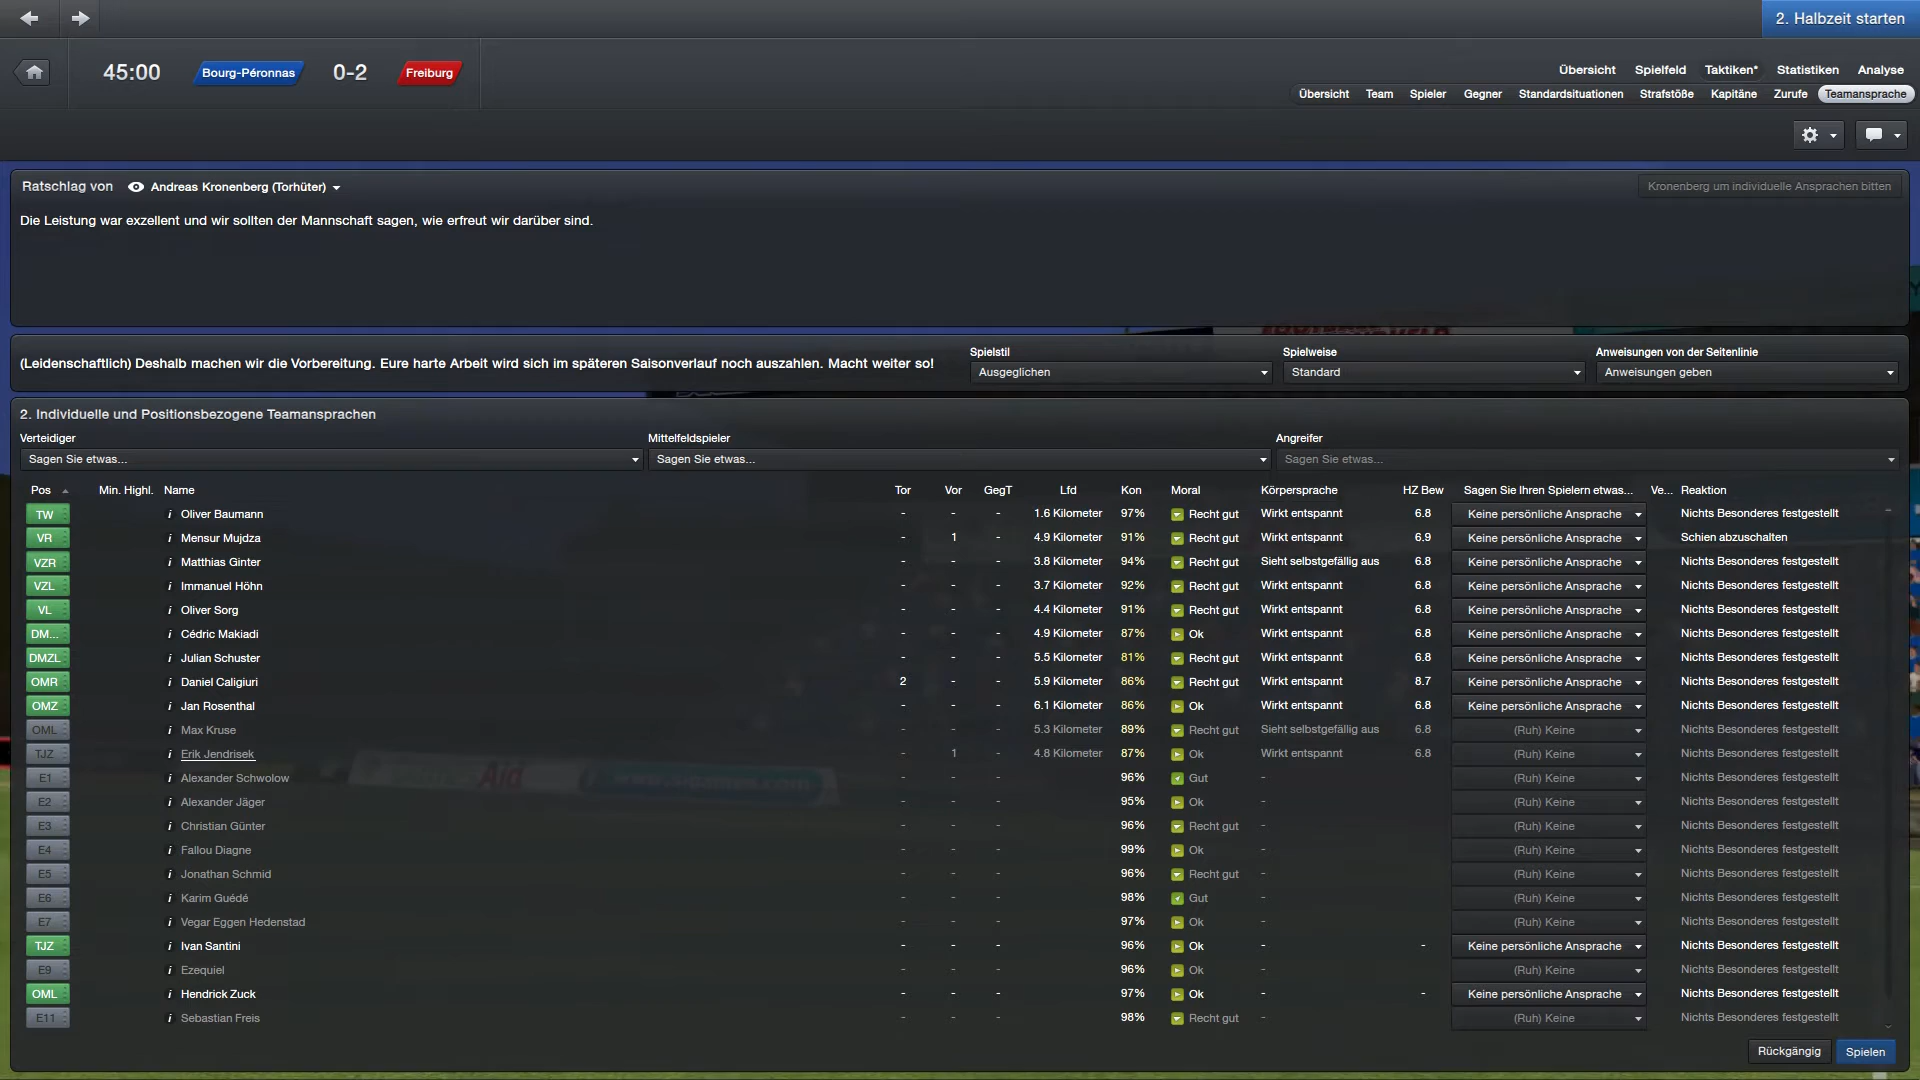 2. Halbzeit starten
45:00 Bourg-Péronnas 0-2 Freiburg
Übersicht Spielfeld Taktiken* Statistiken Analyse
Übersicht Team Spieler Gegner Standardsituationen Strafstöße Kapitäne Zurufe Teamansprache
Ratschlag von Andreas Kronenberg (Torhüter) Kronenberg um individuelle Ansprachen bitten
Die Leistung war exzellent und wir sollten der Mannschaft sagen, wie erfreut wir darüber sind.
(Leidenschaftlich) Deshalb machen wir die Vorbereitung. Eure harte Arbeit wird sich im späteren Saisonverlauf noch auszahlen. Macht weiter so!
Spielstil Spielweise Anweisungen von der Seitenlinie
Ausgeglichen Standard Anweisungen geben
2. Individuelle und Positionsbezogene Teamansprachen
Verteidiger Mittelfeldspieler Angreifer
Sagen Sie etwas... Sagen Sie etwas... Sagen Sie etwas...
Pos Min. Highl. Name Tor Vor GegT Lfd Kon Moral Körpersprache HZ Bew Sagen Sie Ihren Spielern etwas... Ve... Reaktion
TW i Oliver Baumann - - - 1.6 Kilometer 97% Recht gut Wirkt entspannt 6.8 Keine persönliche Ansprache Nichts Besonderes festgestellt
VR i Mensur Mujdza - 1 - 4.9 Kilometer 91% Recht gut Wirkt entspannt 6.9 Keine persönliche Ansprache Schien abzuschalten
VZR i Matthias Ginter - - - 3.8 Kilometer 94% Recht gut Sieht selbstgefällig aus 6.8 Keine persönliche Ansprache Nichts Besonderes festgestellt
VZL i Immanuel Höhn - - - 3.7 Kilometer 92% Recht gut Wirkt entspannt 6.8 Keine persönliche Ansprache Nichts Besonderes festgestellt
VL i Oliver Sorg - - - 4.4 Kilometer 91% Recht gut Wirkt entspannt 6.8 Keine persönliche Ansprache Nichts Besonderes festgestellt
DM... i Cédric Makiadi - - - 4.9 Kilometer 87% Ok Wirkt entspannt 6.8 Keine persönliche Ansprache Nichts Besonderes festgestellt
DMZL i Julian Schuster - - - 5.5 Kilometer 81% Recht gut Wirkt entspannt 6.8 Keine persönliche Ansprache Nichts Besonderes festgestellt
OMR i Daniel Caligiuri 2 - - 5.9 Kilometer 86% Recht gut Wirkt entspannt 8.7 Keine persönliche Ansprache Nichts Besonderes festgestellt
OMZ i Jan Rosenthal - - - 6.1 Kilometer 86% Ok Wirkt entspannt 6.8 Keine persönliche Ansprache Nichts Besonderes festgestellt
OML i Max Kruse - - - 5.3 Kilometer 89% Recht gut Sieht selbstgefällig aus 6.8 (Ruh) Keine Nichts Besonderes festgestellt
TJZ i Erik Jendrisek - 1 - 4.8 Kilometer 87% Ok Wirkt entspannt 6.8 (Ruh) Keine Nichts Besonderes festgestellt
E1 i Alexander Schwolow - - - 96% Gut - (Ruh) Keine Nichts Besonderes festgestellt
E2 i Alexander Jäger - - - 95% Ok - (Ruh) Keine Nichts Besonderes festgestellt
E3 i Christian Günter - - - 96% Recht gut - (Ruh) Keine Nichts Besonderes festgestellt
E4 i Fallou Diagne - - - 99% Ok - (Ruh) Keine Nichts Besonderes festgestellt
E5 i Jonathan Schmid - - - 96% Recht gut - (Ruh) Keine Nichts Besonderes festgestellt
E6 i Karim Guédé - - - 98% Gut - (Ruh) Keine Nichts Besonderes festgestellt
E7 i Vegar Eggen Hedenstad - - - 97% Ok - (Ruh) Keine Nichts Besonderes festgestellt
TJZ i Ivan Santini - - - 96% Ok - - Keine persönliche Ansprache Nichts Besonderes festgestellt
E9 i Ezequiel - - - 96% Ok - (Ruh) Keine Nichts Besonderes festgestellt
OML i Hendrick Zuck - - - 97% Ok - - Keine persönliche Ansprache Nichts Besonderes festgestellt
E11 i Sebastian Freis - - - 98% Recht gut - (Ruh) Keine Nichts Besonderes festgestellt
Rückgängig Spielen